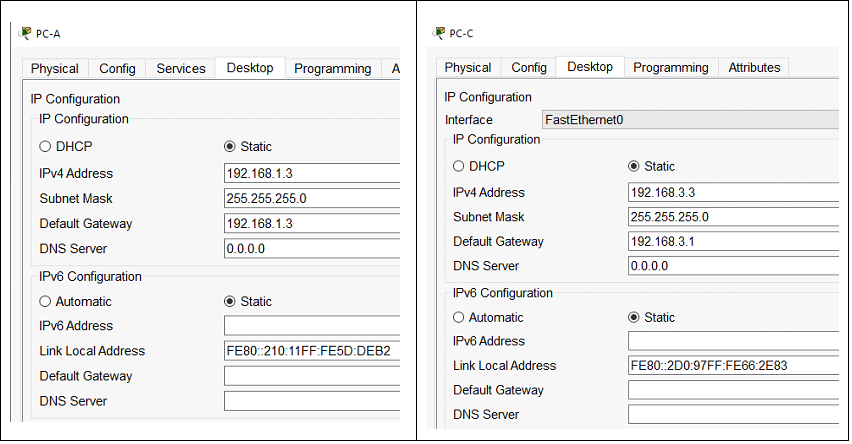 PC-A
Physical Config Services Desktop Programming A
IP Configuration
IP Configuration
DHCP Static
IPv4 Address 192.168.1.3
Subnet Mask 255.255.255.0
Default Gateway 192.168.1.3
DNS Server 0.0.0.0
IPv6 Configuration
Automatic Static
IPv6 Address
Link Local Address FE80::210:11FF:FE5D:DEB2
Default Gateway
DNS Server
PC-C
Physical Config Desktop Programming Attributes
IP Configuration
Interface FastEthernet0
IP Configuration
DHCP Static
IPv4 Address 192.168.3.3
Subnet Mask 255.255.255.0
Default Gateway 192.168.3.1
DNS Server 0.0.0.0
IPv6 Configuration
Automatic Static
IPv6 Address
Link Local Address FE80::2D0:97FF:FE66:2E83
Default Gateway
DNS Server